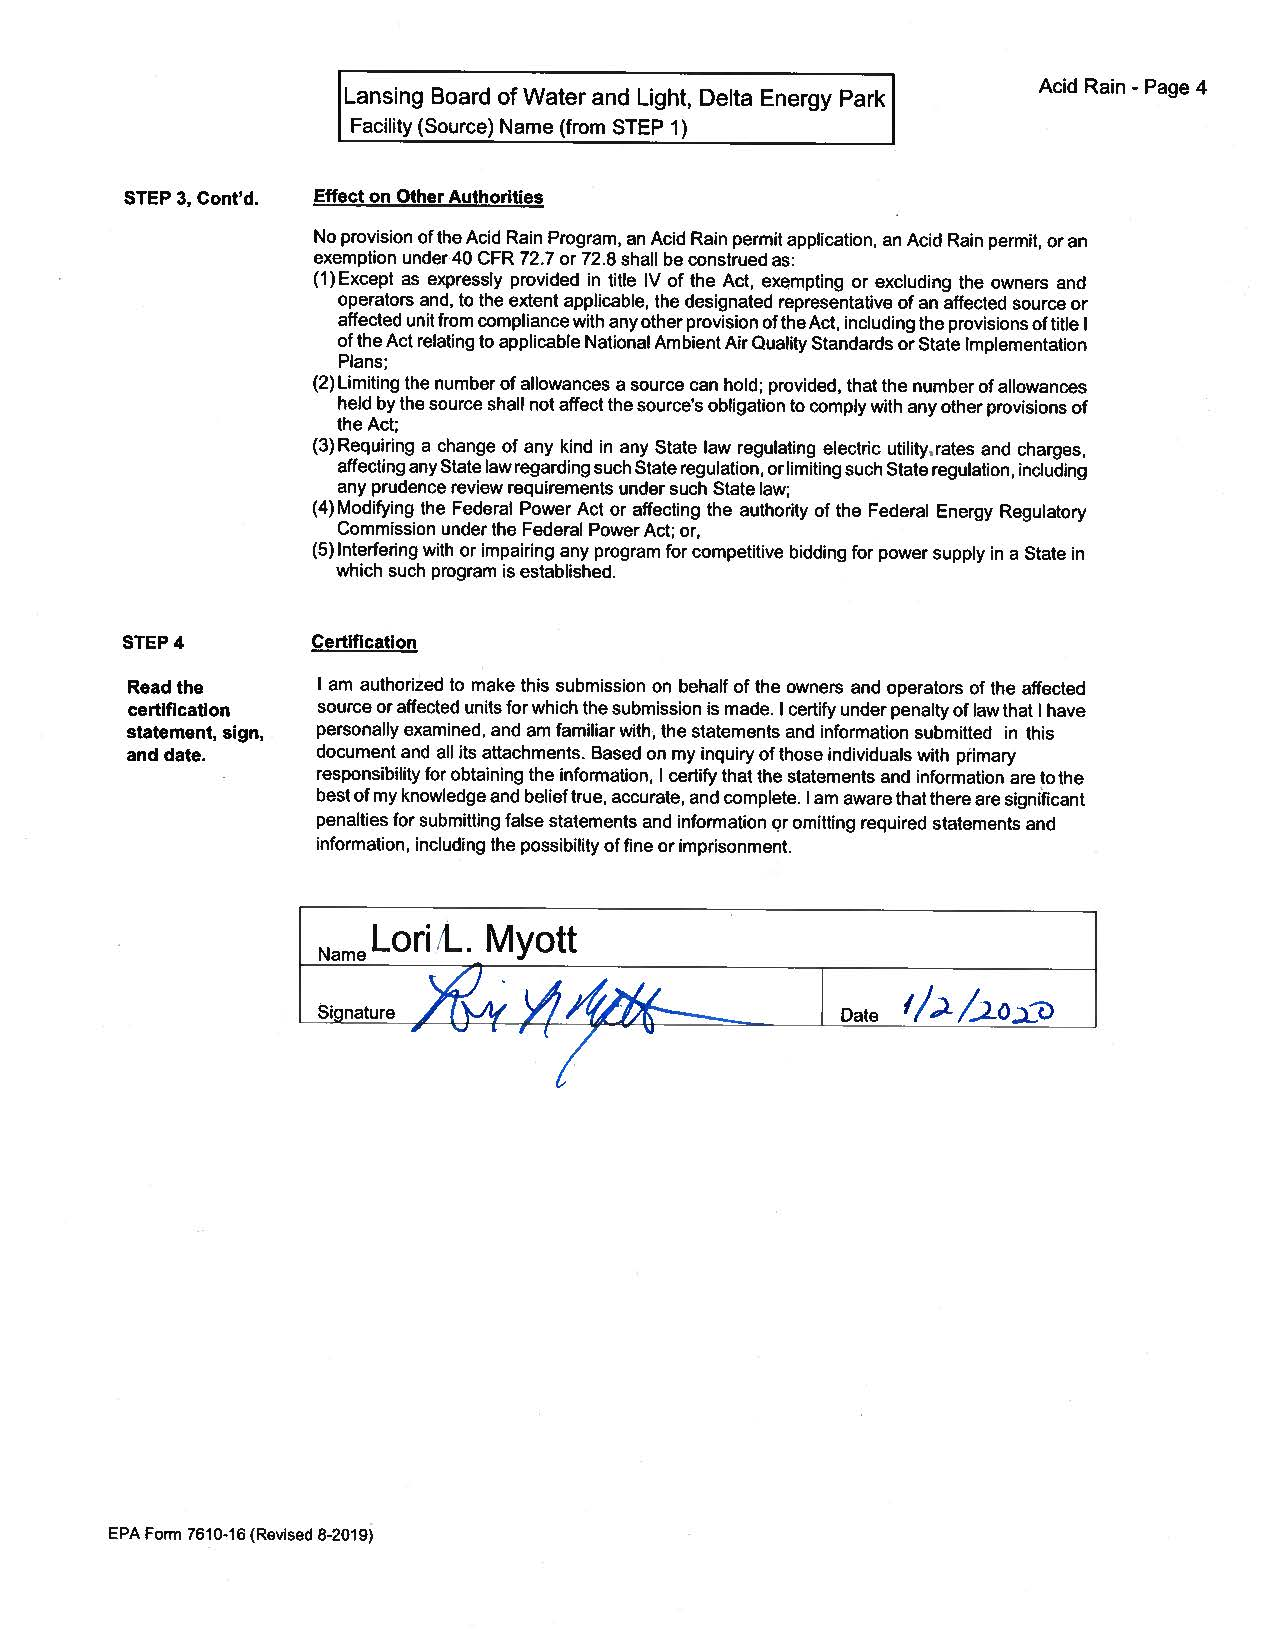 Acid Rain - Page 4
Lansing Board of Water and Light, Delta Energy Park
Facility (Source) Name (from STEP 1)
STEP 3, Cont'd.
Effect on Other Authorities
No provision of the Acid Rain Program, an Acid Rain permit application, an Acid Rain permit, or an
exemption under 40 CFR 72.7 or 72.8 shall be construed as:
(1) Except as expressly provided in title IV of the Act, exempting or excluding the owners and
operators and, to the extent applicable, the designated representative of an affected source or
affected unit from compliance with any other provision of the Act, including the provisions of title I
of the Act relating to applicable National Ambient Air Quality Standards or State Implementation
Plans;
(2) Limiting the number of allowances a source can hold; provided, that the number of allowances
held by the source shall not affect the source's obligation to comply with any other provisions of
the Act;
(3) Requiring a change of any kind in any State law regulating electric utility rates and charges,
affecting any State law regarding such State regulation, or limiting such State regulation, including
any prudence review requirements under such State law;
(4) Modifying the Federal Power Act or affecting the authority of the Federal Energy Regulatory
Commission under the Federal Power Act; or,
(5) Interfering with or impairing any program for competitive bidding for power supply in a State in
which such program is established.
STEP 4
Read the
certification
statement, sign,
and date.
Certification
I am authorized to make this submission on behalf of the owners and operators of the affected
source or affected units for which the submission is made. I certify under penalty of law that I have
personally examined, and am familiar with, the statements and information submitted in this
document and all its attachments. Based on my inquiry of those individuals with primary
responsibility for obtaining the information, I certify that the statements and information are to the
best of my knowledge and belief true, accurate, and complete. I am aware that there are significant
penalties for submitting false statements and information or omitting required statements and
information, including the possibility of fine or imprisonment.
Name Lori L. Myott
Signature
Date 1/2/2020
EPA Form 7610-16 (Revised 8-2019)